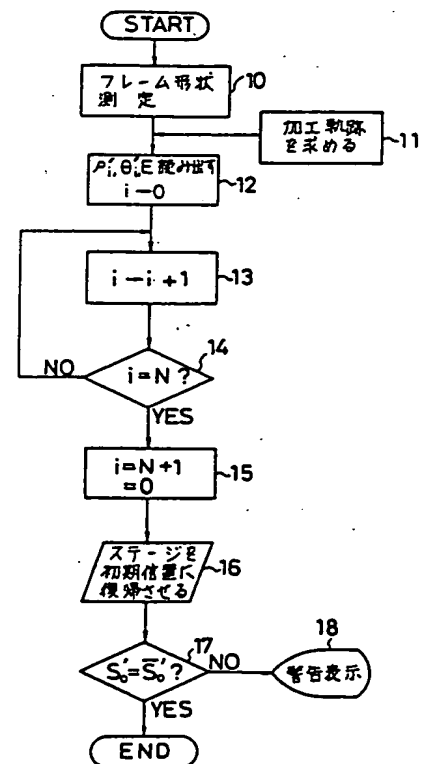 START
フレーム形状
測定
10
加工軌跡
を求める
11
ρi′,θi′をE読み出す
i—0
12
i—i+1
13
14
i=N?
NO
YES
i=N+1
=0
15
ステージを
初期位置に
復帰させる
16
17
S₀′=S̄₀′?
NO
18
警告表示
YES
END